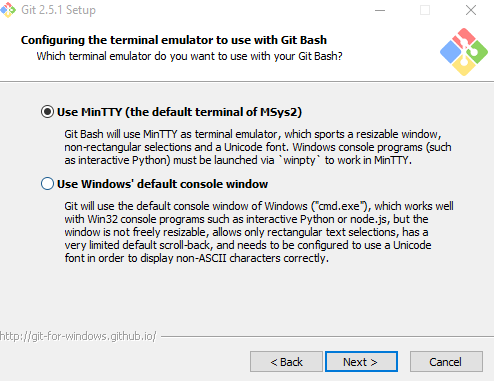 Git 2.5.1 Setup
Configuring the terminal emulator to use with Git Bash
Which terminal emulator do you want to use with your Git Bash?
Use MinTTY (the default terminal of MSys2)
Git Bash will use MinTTY as terminal emulator, which sports a resizable window,
non-rectangular selections and a Unicode font. Windows console programs (such
as interactive Python) must be launched via `winpty` to work in MinTTY.
Use Windows' default console window
Git will use the default console window of Windows ("cmd.exe"), which works well
with Win32 console programs such as interactive Python or node.js, but the
window is not freely resizable, allows only rectangular text selections, has a
very limited default scroll-back, and needs to be configured to use a Unicode
font in order to display non-ASCII characters correctly.
http://git-for-windows.github.io/
< Back
Next >
Cancel